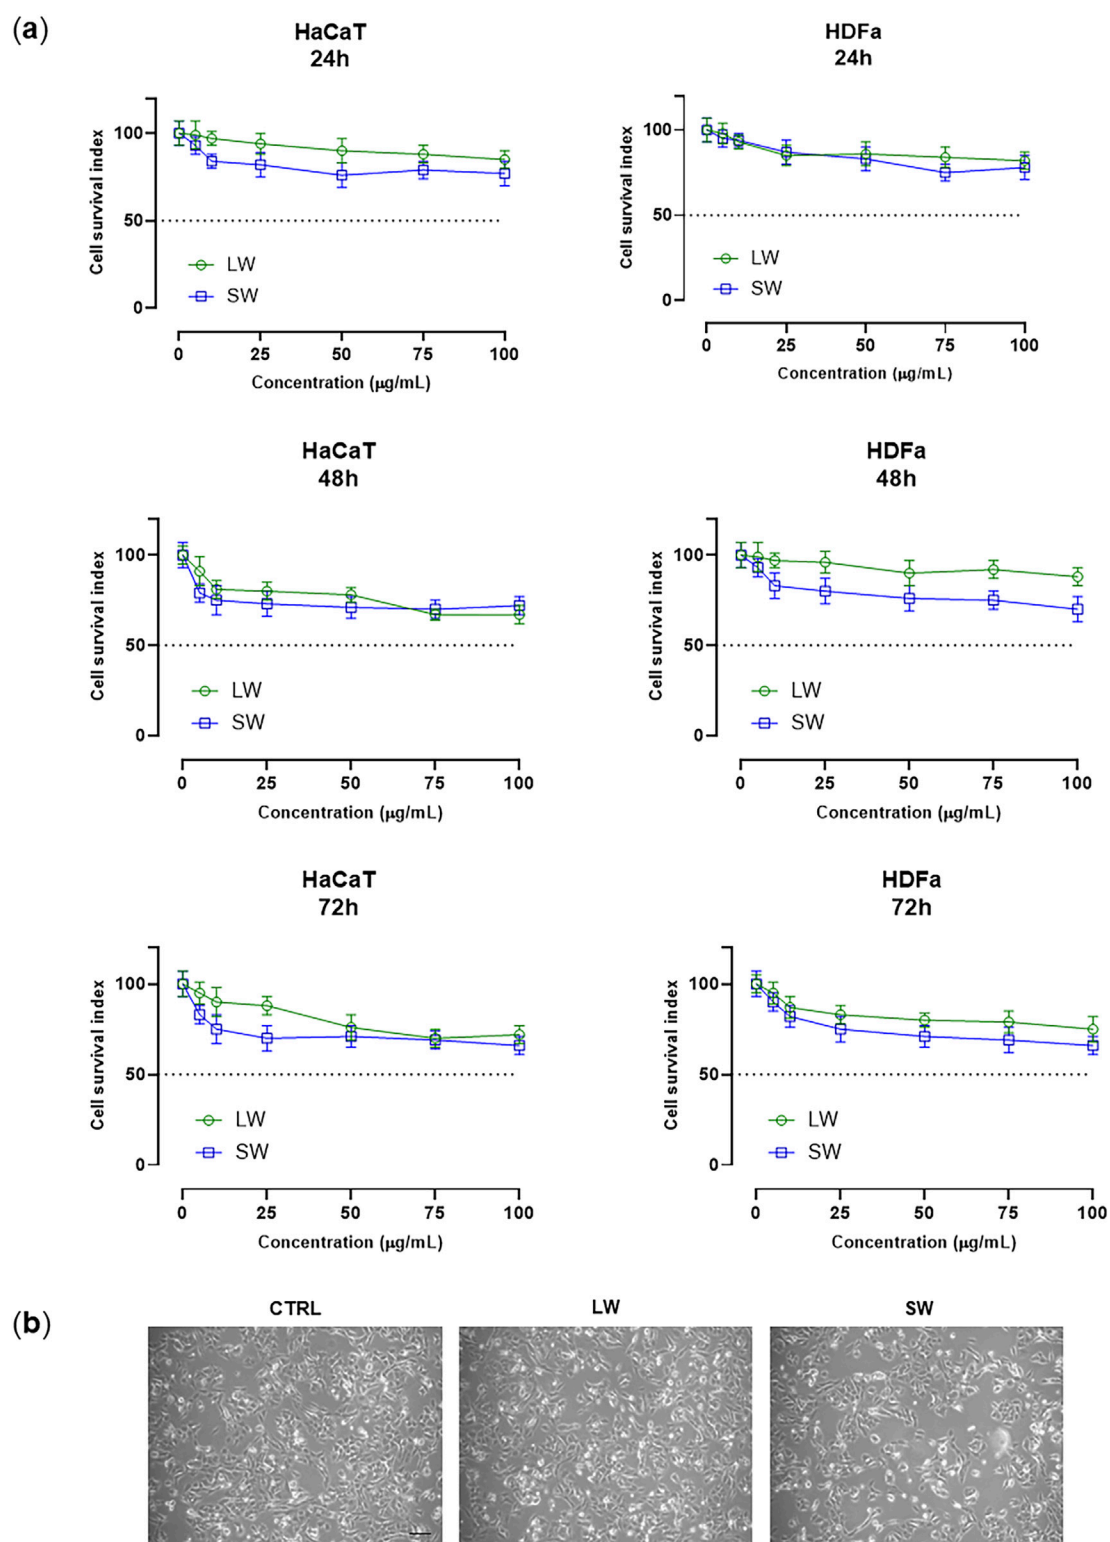 (a)
HaCaT
24h
Cell survival index
100
50
0
LW
SW
0 25 50 75 100
Concentration (µg/mL)
HDFa
24h
Cell survival index
100
50
0
LW
SW
0 25 50 75 100
Concentration (µg/mL)
HaCaT
48h
Cell survival index
100
50
0
LW
SW
0 25 50 75 100
Concentration (µg/mL)
HDFa
48h
Cell survival index
100
50
0
LW
SW
0 25 50 75 100
Concentration (µg/mL)
HaCaT
72h
Cell survival index
100
50
0
LW
SW
0 25 50 75 100
Concentration (µg/mL)
HDFa
72h
Cell survival index
100
50
0
LW
SW
0 25 50 75 100
Concentration (µg/mL)
(b)
CTRL LW SW